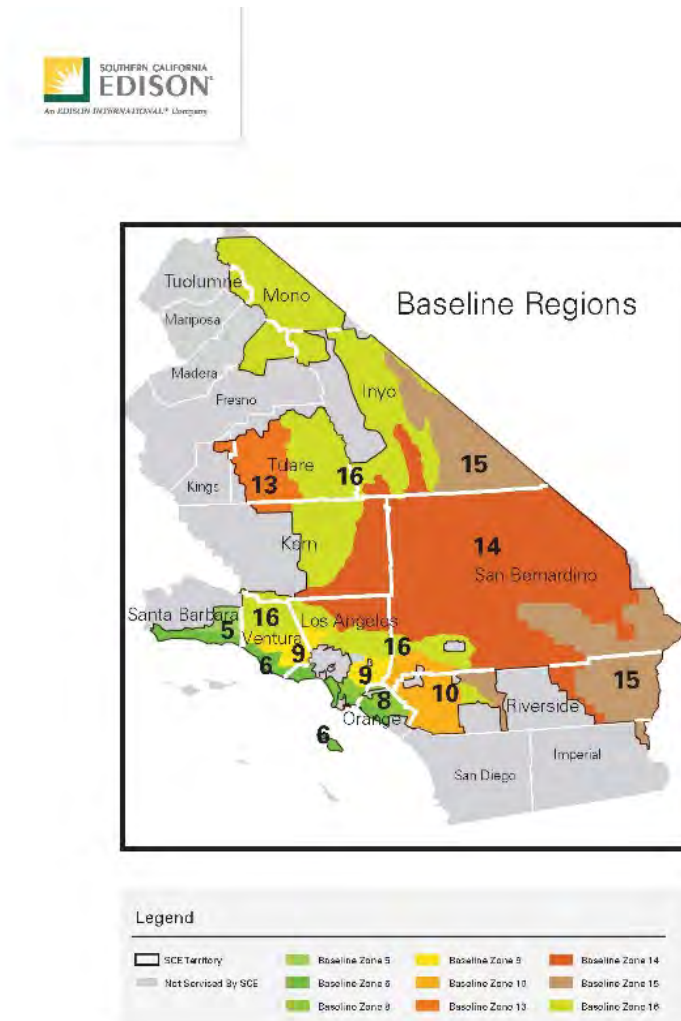 SOUTHERN CALIFORNIA
EDISON®
An EDISON INTERNATIONAL® Company
Baseline Regions
Tuolumne
Mono
Mariposa
Madera
Fresno
Inyo
Tulare
Kings
13
16
15
Kern
14
San Bernardino
Santa Barbara
5
16
Ventura
Los Angeles
16
9
6
9
8
10
15
Orange
Riverside
6
Imperial
San Diego
Legend
SCE Territory
Not Serviced By SCE
Baseline Zone 5
Baseline Zone 6
Baseline Zone 8
Baseline Zone 9
Baseline Zone 10
Baseline Zone 13
Baseline Zone 14
Baseline Zone 15
Baseline Zone 16